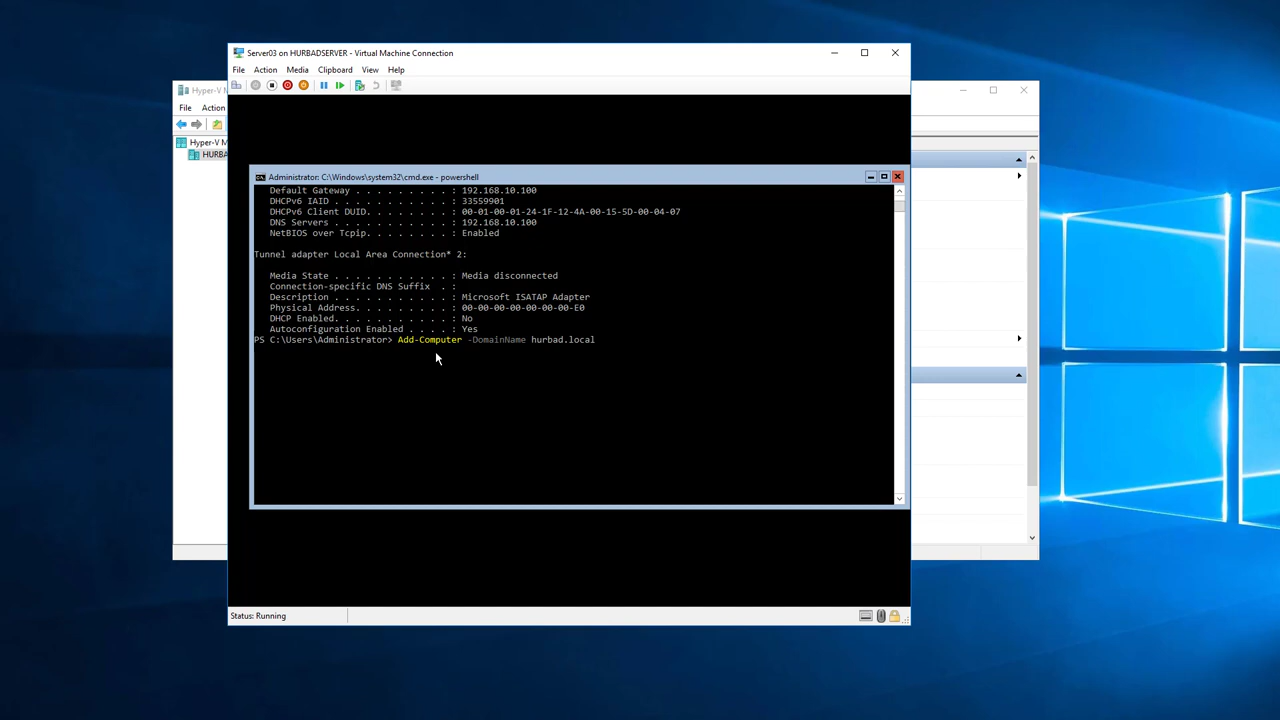 Server03 on HURBADSERVER - Virtual Machine Connection
File Action Media Clipboard View Help
Hyper-V M
File Action
Hyper-V M
HURBA
Administrator: C:\Windows\system32\cmd.exe - powershell
Default Gateway . . . . . . . . . : 192.168.10.100
DHCPv6 IAID . . . . . . . . . . . : 33559901
DHCPv6 Client DUID. . . . . . . . : 00-01-00-01-24-1F-12-4A-00-15-5D-00-04-07
DNS Servers . . . . . . . . . . . : 192.168.10.100
NetBIOS over Tcpip. . . . . . . . : Enabled
Tunnel adapter Local Area Connection* 2:
Media State . . . . . . . . . . . : Media disconnected
Connection-specific DNS Suffix . :
Description . . . . . . . . . . . : Microsoft ISATAP Adapter
Physical Address. . . . . . . . . : 00-00-00-00-00-00-00-E0
DHCP Enabled. . . . . . . . . . . : No
Autoconfiguration Enabled . . . . : Yes
PS C:\Users\Administrator> Add-Computer -DomainName hurbad.local
Status: Running